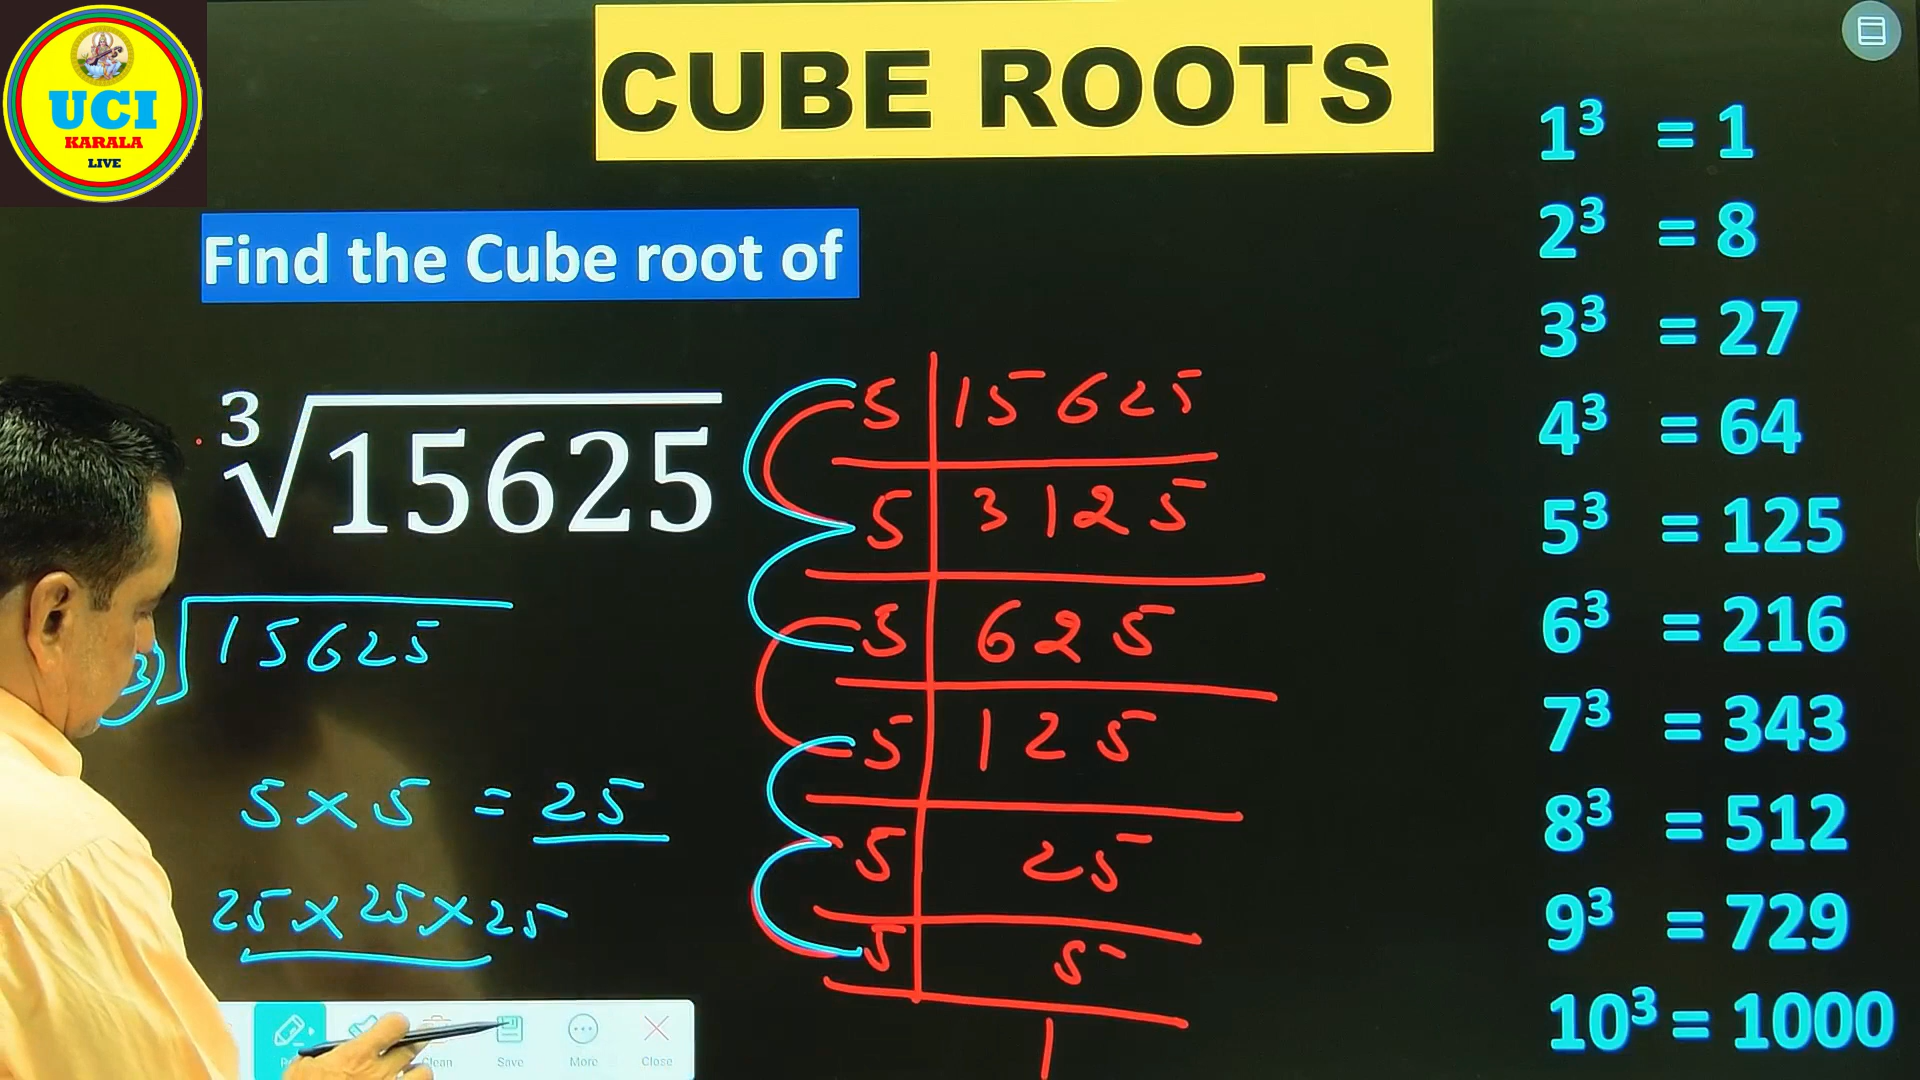 UCI
KARALA
LIVE
CUBE ROOTS
Find the Cube root of
∛15625
3 15625
5 × 5 = 25
25 × 25 × 25
5 | 15625
5 | 3125
5 | 625
5 | 125
5 | 25
5 | 5
1
1³ = 1
2³ = 8
3³ = 27
4³ = 64
5³ = 125
6³ = 216
7³ = 343
8³ = 512
9³ = 729
10³ = 1000
Clean Save More Close